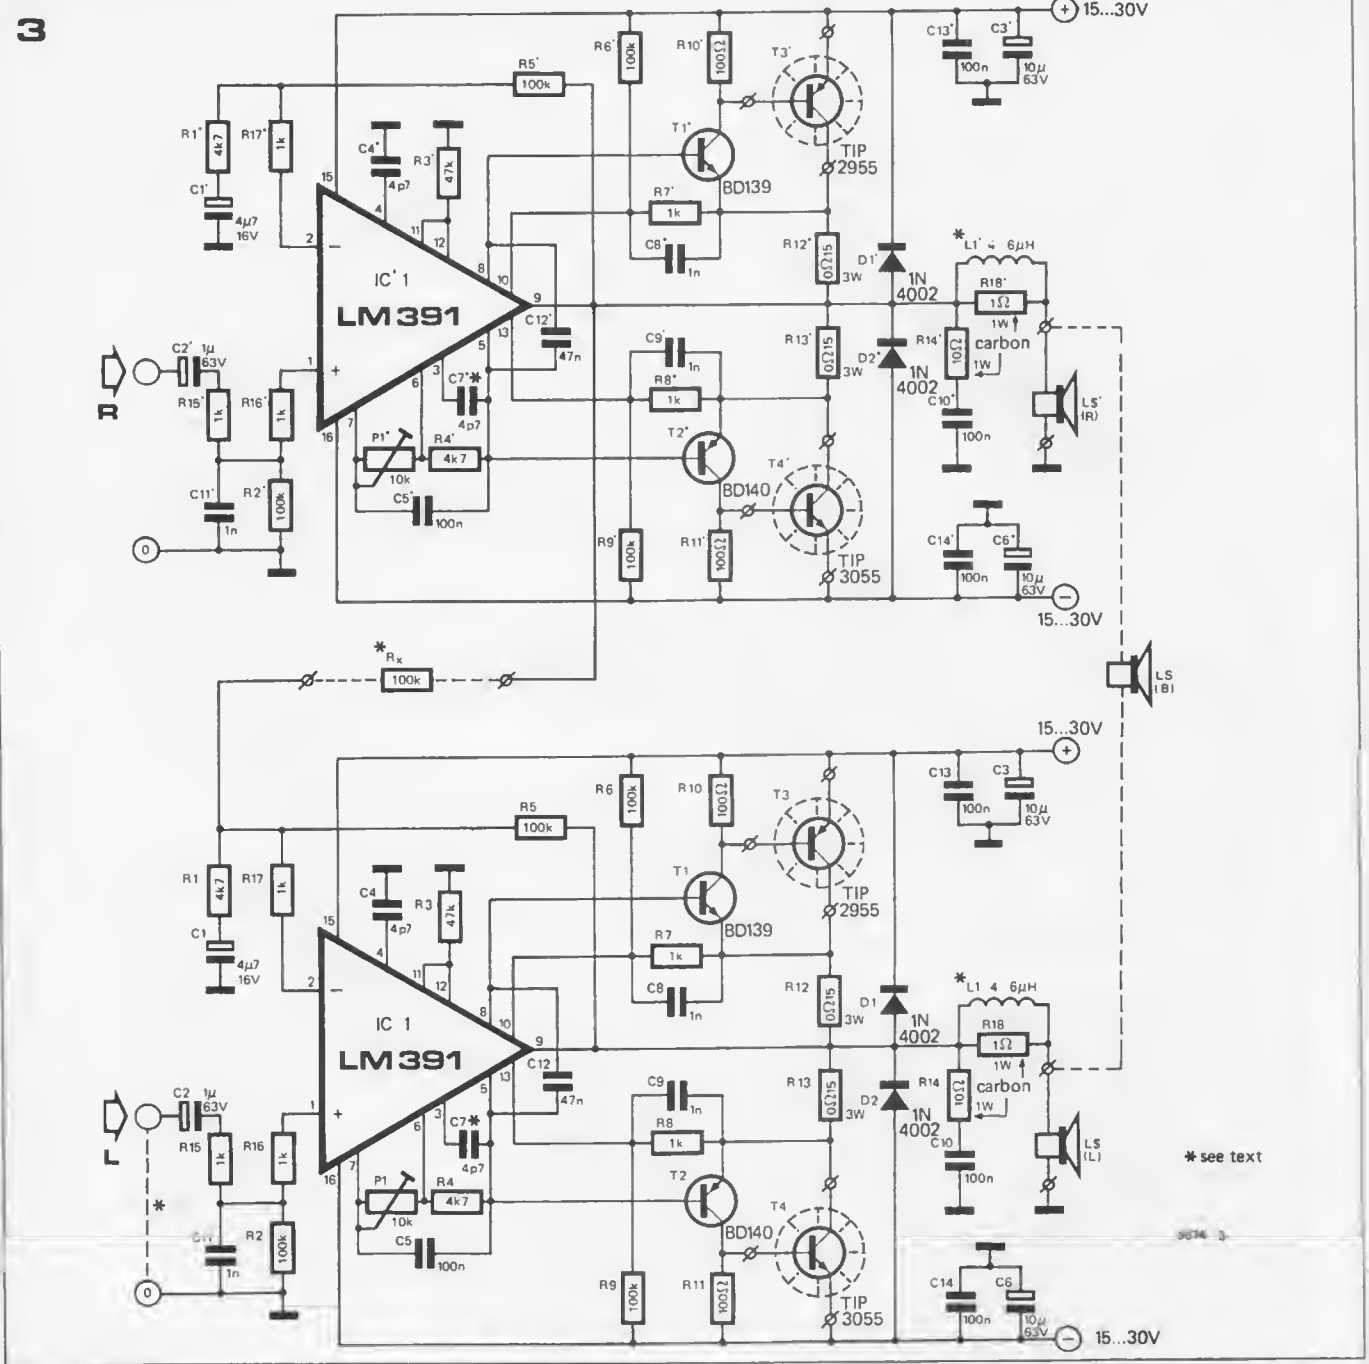 3
+ 15...30V
R5'
100k
R6'
100k
R10'
100Ω
T3'
C13'
100n
C3'
10µ
63V
R1'
4k7
R17'
1k
C1'
4µ7
16V
C4'
4p7
R3'
47k
T1'
BD139
TIP
2955
15
4
11
12
2
8
10
R7'
1k
C8'
1n
R12'
0Ω15
3W
D1'
1N
4002
* L1' 4 6µH
R18'
1Ω
1W
carbon
IC' 1
LM391
9
13
5
C12'
47n
C9'
1n
R8'
1k
R13'
0Ω15
3W
D2'
1N
4002
R14'
10Ω
1W
C10'
100n
LS'
(R)
R
C2'
1µ
63V
R15'
1k
R16'
1k
1
3
6
7
16
C7' *
4p7
P1'
10k
R4'
4k7
C5'
100n
T2'
BD140
T4'
TIP
3055
C11'
1n
R2'
100k
0
R9'
100k
R11'
100Ω
C14'
100n
C6'
10µ
63V
15...30V
* Rx
100k
LS
(B)
15...30V
+
R5
100k
R6
100k
R10
100Ω
T3
C13
100n
C3
10µ
63V
R1
4k7
R17
1k
C1
4µ7
16V
C4
4p7
R3
47k
T1
BD139
TIP
2955
15
4
11
12
2
8
10
R7
1k
C8
1n
R12
0Ω15
3W
D1
1N
4002
* L1 4 6µH
R18
1Ω
1W
carbon
IC 1
LM391
9
13
5
C12
47n
C9
1n
R8
1k
R13
0Ω15
3W
D2
1N
4002
R14
10Ω
1W
C10
100n
LS
(L)
L
C2
1µ
63V
R15
1k
R16
1k
1
3
6
7
16
C7 *
4p7
P1
10k
R4
4k7
C5
100n
T2
BD140
T4
TIP
3055
* see text
*
C11
1n
R2
100k
0
R9
100k
R11
100Ω
C14
100n
C6
10µ
63V
15...30V